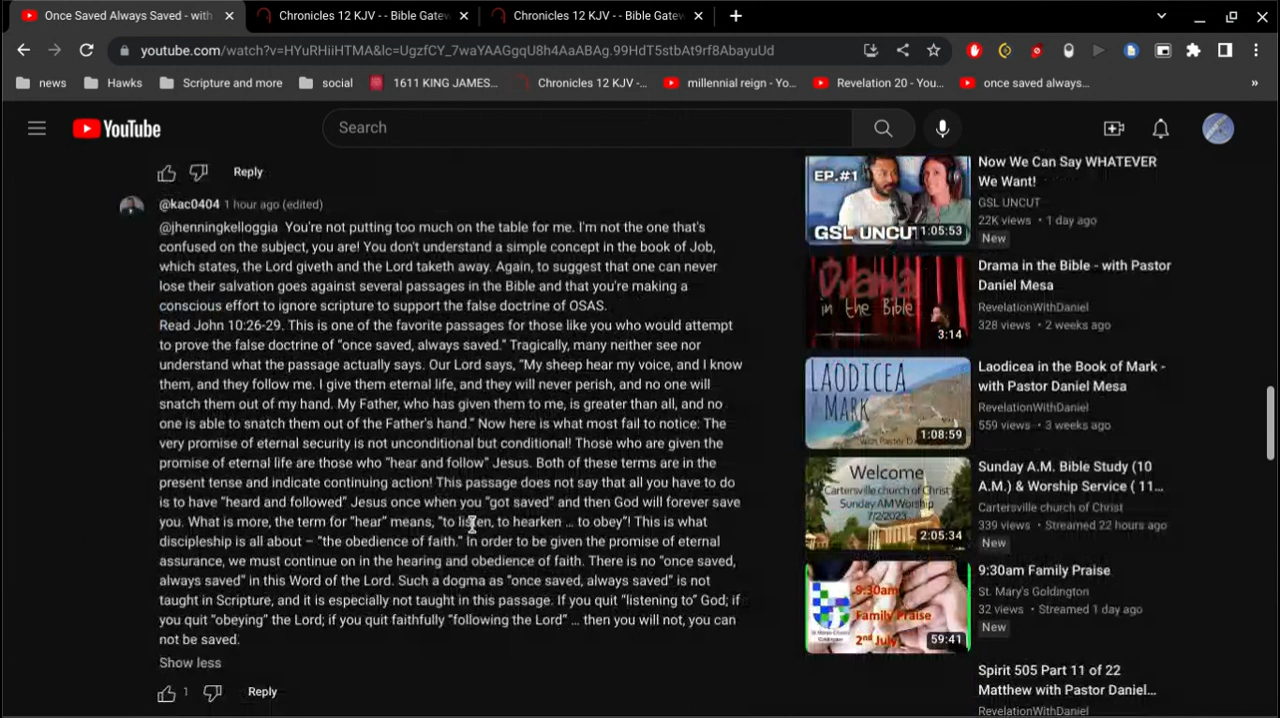 Once Saved Always Saved - with
Chronicles 12 KJV - - Bible Gatew
Chronicles 12 KJV - - Bible Gatew
youtube.com/watch?v=HYuRHiiHTMA&lc=UgzfCY_7waYAAGgqU8h4AaABAg.99HdT5stbAt9rf8AbayuUd
news
Hawks
Scripture and more
social
1611 KING JAMES...
Chronicles 12 KJV -...
millennial reign - Yo...
Revelation 20 - You...
once saved always...
»
YouTube
Search
Reply
@kac0404 1 hour ago (edited)
@jhenningkelloggia You're not putting too much on the table for me. I'm not the one that's
confused on the subject, you are! You don't understand a simple concept in the book of Job,
which states, the Lord giveth and the Lord taketh away. Again, to suggest that one can never
lose their salvation goes against several passages in the Bible and that you're making a
conscious effort to ignore scripture to support the false doctrine of OSAS.
Read John 10:26-29. This is one of the favorite passages for those like you who would attempt
to prove the false doctrine of “once saved, always saved.” Tragically, many neither see nor
understand what the passage actually says. Our Lord says, “My sheep hear my voice, and I know
them, and they follow me. I give them eternal life, and they will never perish, and no one will
snatch them out of my hand. My Father, who has given them to me, is greater than all, and no
one is able to snatch them out of the Father's hand.” Now here is what most fail to notice: The
very promise of eternal security is not unconditional but conditional! Those who are given the
promise of eternal life are those who "hear and follow" Jesus. Both of these terms are in the
present tense and indicate continuing action! This passage does not say that all you have to do
is to have “heard and followed” Jesus once when you “got saved” and then God will forever save
you. What is more, the term for “hear” means, “to listen, to hearken … to obey”! This is what
discipleship is all about – “the obedience of faith.” In order to be given the promise of eternal
assurance, we must continue on in the hearing and obedience of faith. There is no “once saved,
always saved” in this Word of the Lord. Such a dogma as “once saved, always saved” is not
taught in Scripture, and it is especially not taught in this passage. If you quit “listening to” God; if
you quit “obeying” the Lord; if you quit faithfully “following the Lord” … then you will not, you can
not be saved.
Show less
1
Reply
EP.#1
GSL UNCUT
1:05:53
Now We Can Say WHATEVER
We Want!
GSL UNCUT
22K views • 1 day ago
New
Drama
in the Bible
3:14
Drama in the Bible - with Pastor
Daniel Mesa
RevelationWithDaniel
328 views • 2 weeks ago
LAODICEA
MARK
with Pastor D
1:08:59
Laodicea in the Book of Mark -
with Pastor Daniel Mesa
RevelationWithDaniel
559 views • 3 weeks ago
Welcome
Cartersville church of Christ
Sunday AM Worship
7/2/2023
2:05:34
Sunday A.M. Bible Study (10
A.M.) & Worship Service ( 11...
Cartersville church of Christ
339 views • Streamed 22 hours ago
New
9:30am
Family Praise
2nd July
59:41
9:30am Family Praise
St. Mary's Goldington
32 views • Streamed 1 day ago
New
Spirit 505 Part 11 of 22
Matthew with Pastor Daniel...
RevelationWithDaniel